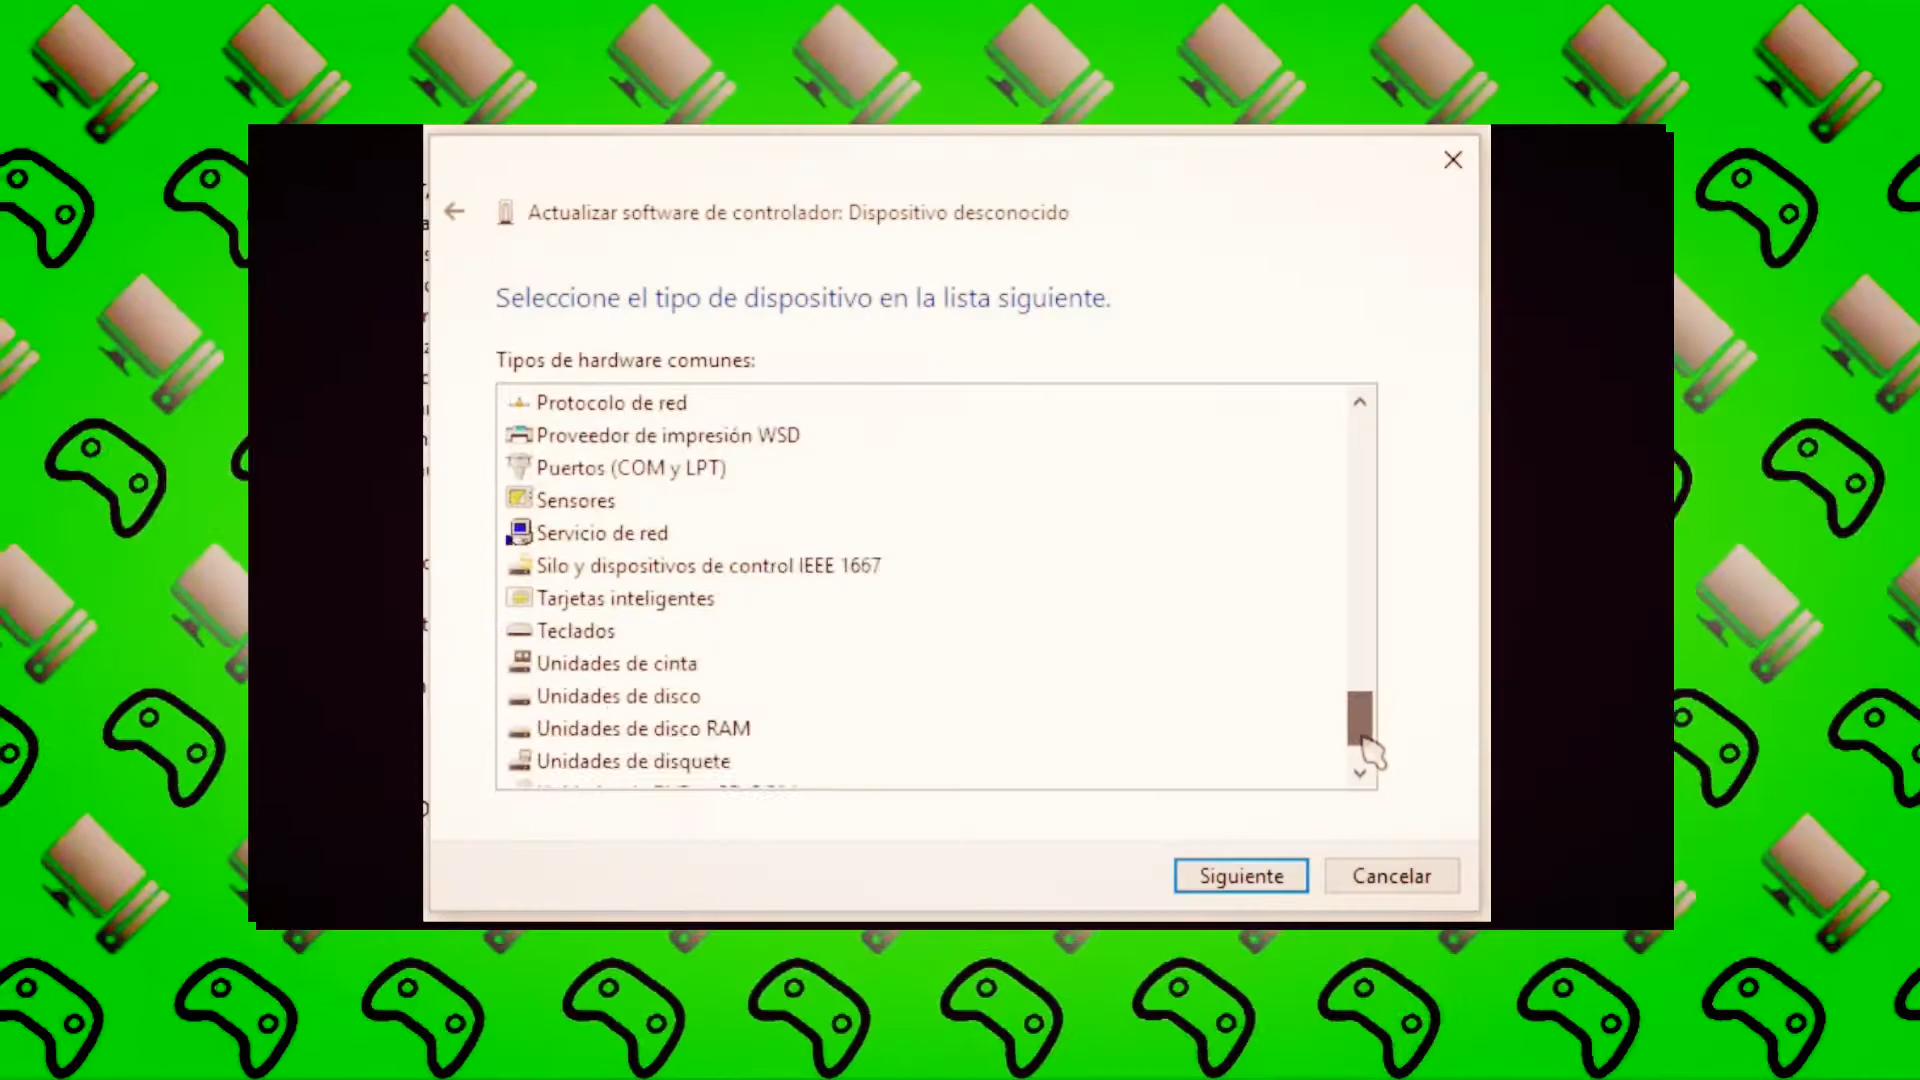 Actualizar software de controlador: Dispositivo desconocido
Seleccione el tipo de dispositivo en la lista siguiente.
Tipos de hardware comunes:
Protocolo de red
Proveedor de impresión WSD
Puertos (COM y LPT)
Sensores
Servicio de red
Silo y dispositivos de control IEEE 1667
Tarjetas inteligentes
Teclados
Unidades de cinta
Unidades de disco
Unidades de disco RAM
Unidades de disquete
Siguiente
Cancelar